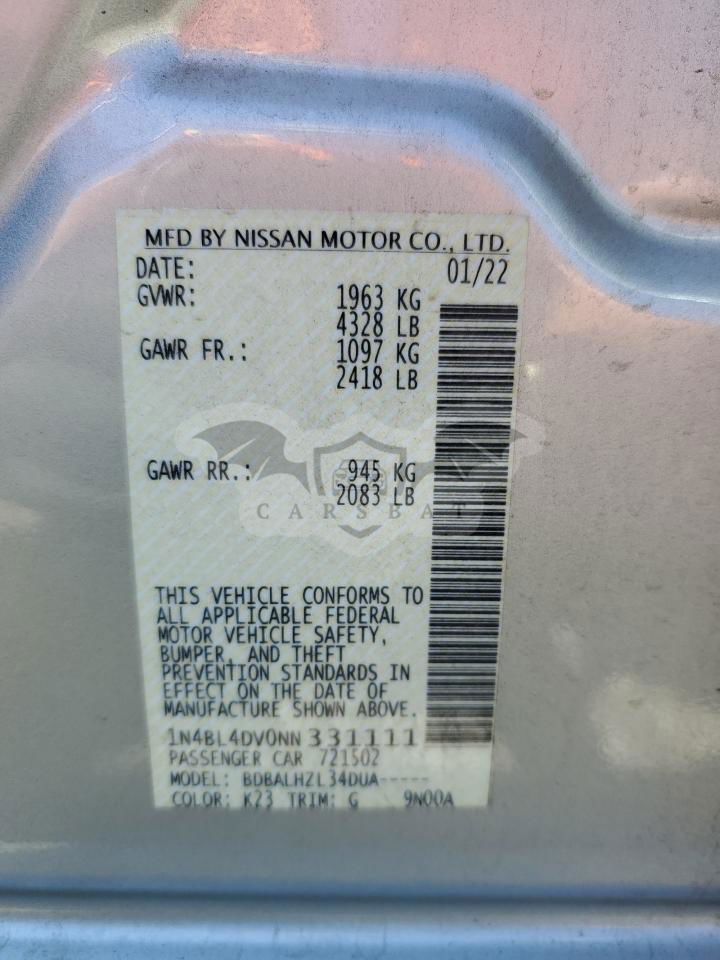 MFD BY NISSAN MOTOR CO., LTD.
DATE: 01/22
GVWR: 1963 KG
4328 LB
GAWR FR.: 1097 KG
2418 LB
GAWR RR.: 945 KG
2083 LB
CARSBAT
THIS VEHICLE CONFORMS TO
ALL APPLICABLE FEDERAL
MOTOR VEHICLE SAFETY,
BUMPER, AND THEFT
PREVENTION STANDARDS IN
EFFECT ON THE DATE OF
MANUFACTURE SHOWN ABOVE.
1N4BL4DV0NN331111
PASSENGER CAR 721502
MODEL: BDBALHZL34DUA-----
COLOR: K23 TRIM: G 9N00A